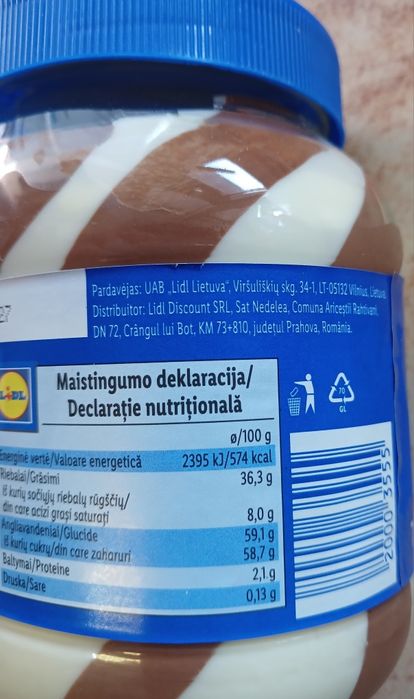 27
Pardavėjas: UAB „Lidl Lietuva", Viršuliškių skg. 34-1, LT-05132 Vilnius, Lietuva
Distribuitor: Lidl Discount SRL, Sat Nedelea, Comuna Ariceștii Rahtivani,
DN 72, Crângul lui Bot, KM 73+810, județul Prahova, România.
LIDL
Maistingumo deklaracija/
Declarație nutrițională
ø/100 g
Energinė vertė/Valoare energetică 2395 kJ/574 kcal
Riebalai/Grăsimi 36,3 g
iš kurių sočiųjų riebalų rūgščių/
din care acizi grași saturați 8,0 g
Angliavandeniai/Glucide 59,1 g
iš kurių cukrų/din care zaharuri 58,7 g
Baltymai/Proteine 2,1 g
Druska/Sare 0,13 g
70
GL
2000 3555